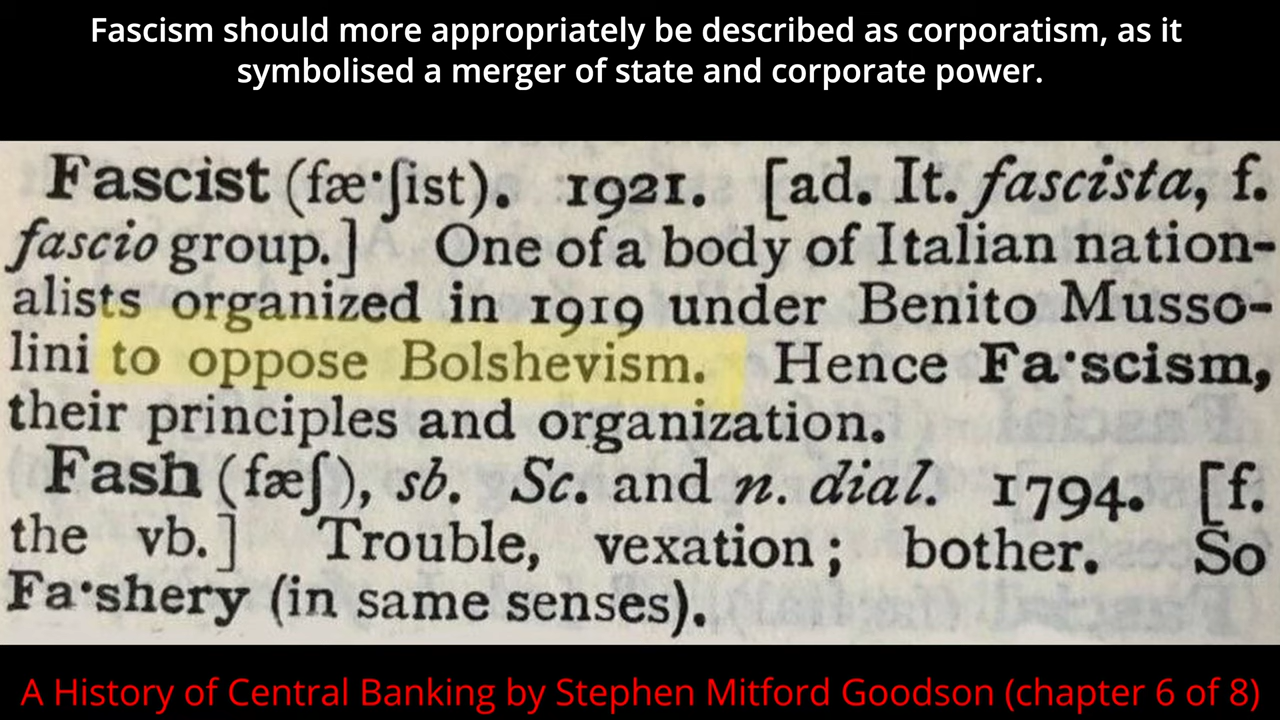 Fascism should more appropriately be described as corporatism, as it
symbolised a merger of state and corporate power.
Fascist (fæ·ʃist). 1921. [ad. It. fascista, f.
fascio group.] One of a body of Italian nation-
alists organized in 1919 under Benito Musso-
lini to oppose Bolshevism. Hence Fa·scism,
their principles and organization.
Fash (fæʃ), sb. Sc. and n. dial. 1794. [f.
the vb.] Trouble, vexation; bother. So
Fa·shery (in same senses).
A History of Central Banking by Stephen Mitford Goodson (chapter 6 of 8)